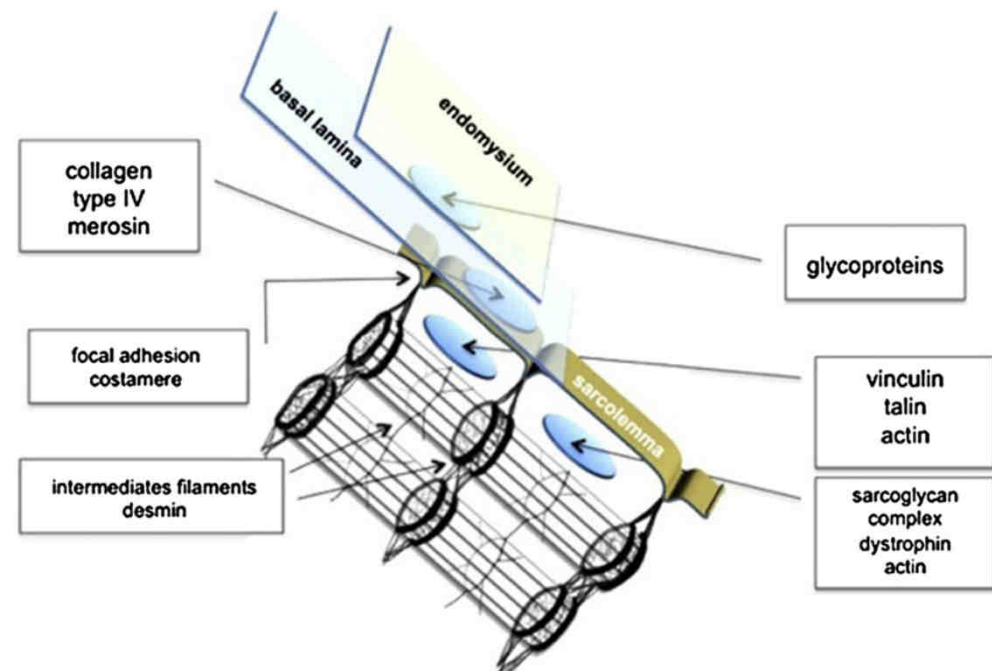 basal lamina
endomysium
collagen
type IV
merosin
glycoproteins
focal adhesion
costamere
sarcolemma
vinculin
talin
actin
intermediates filaments
desmin
sarcoglycan
complex
dystrophin
actin